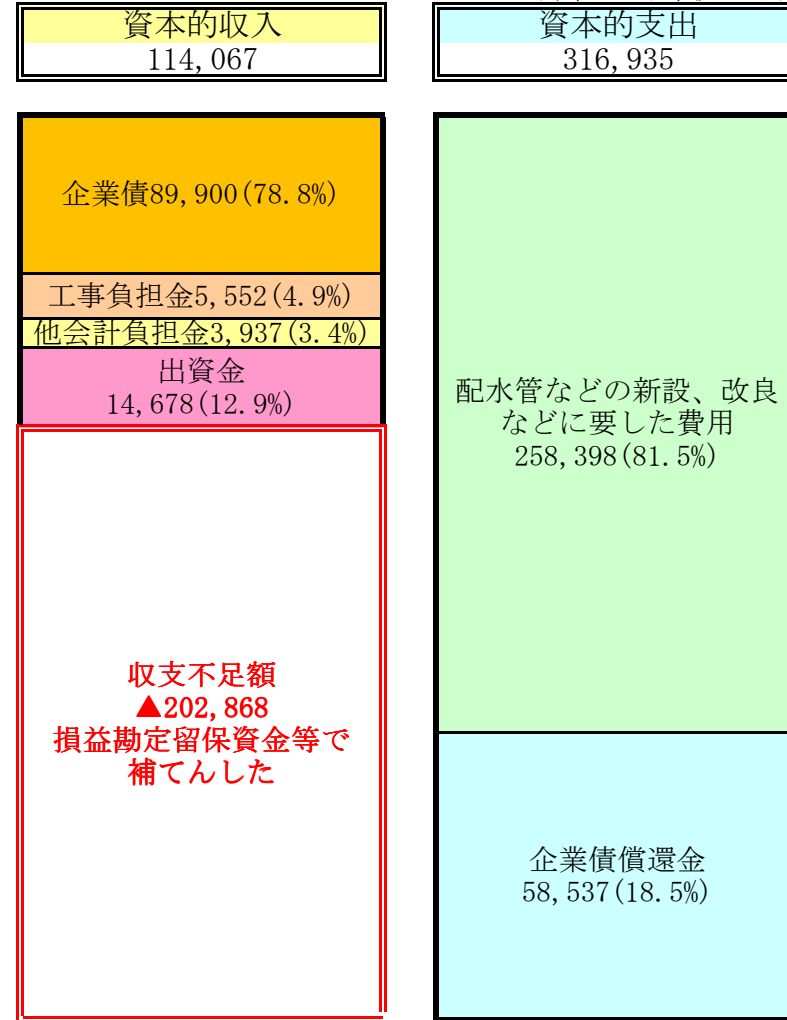 資本的収入
114,067
企業債89,900(78.8%)
工事負担金5,552(4.9%)
他会計負担金3,937(3.4%)
出資金
14,678(12.9%)
収支不足額
▲202,868
損益勘定留保資金等で
補てんした
資本的支出
316,935
配水管などの新設、改良
などに要した費用
258,398(81.5%)
企業債償還金
58,537(18.5%)